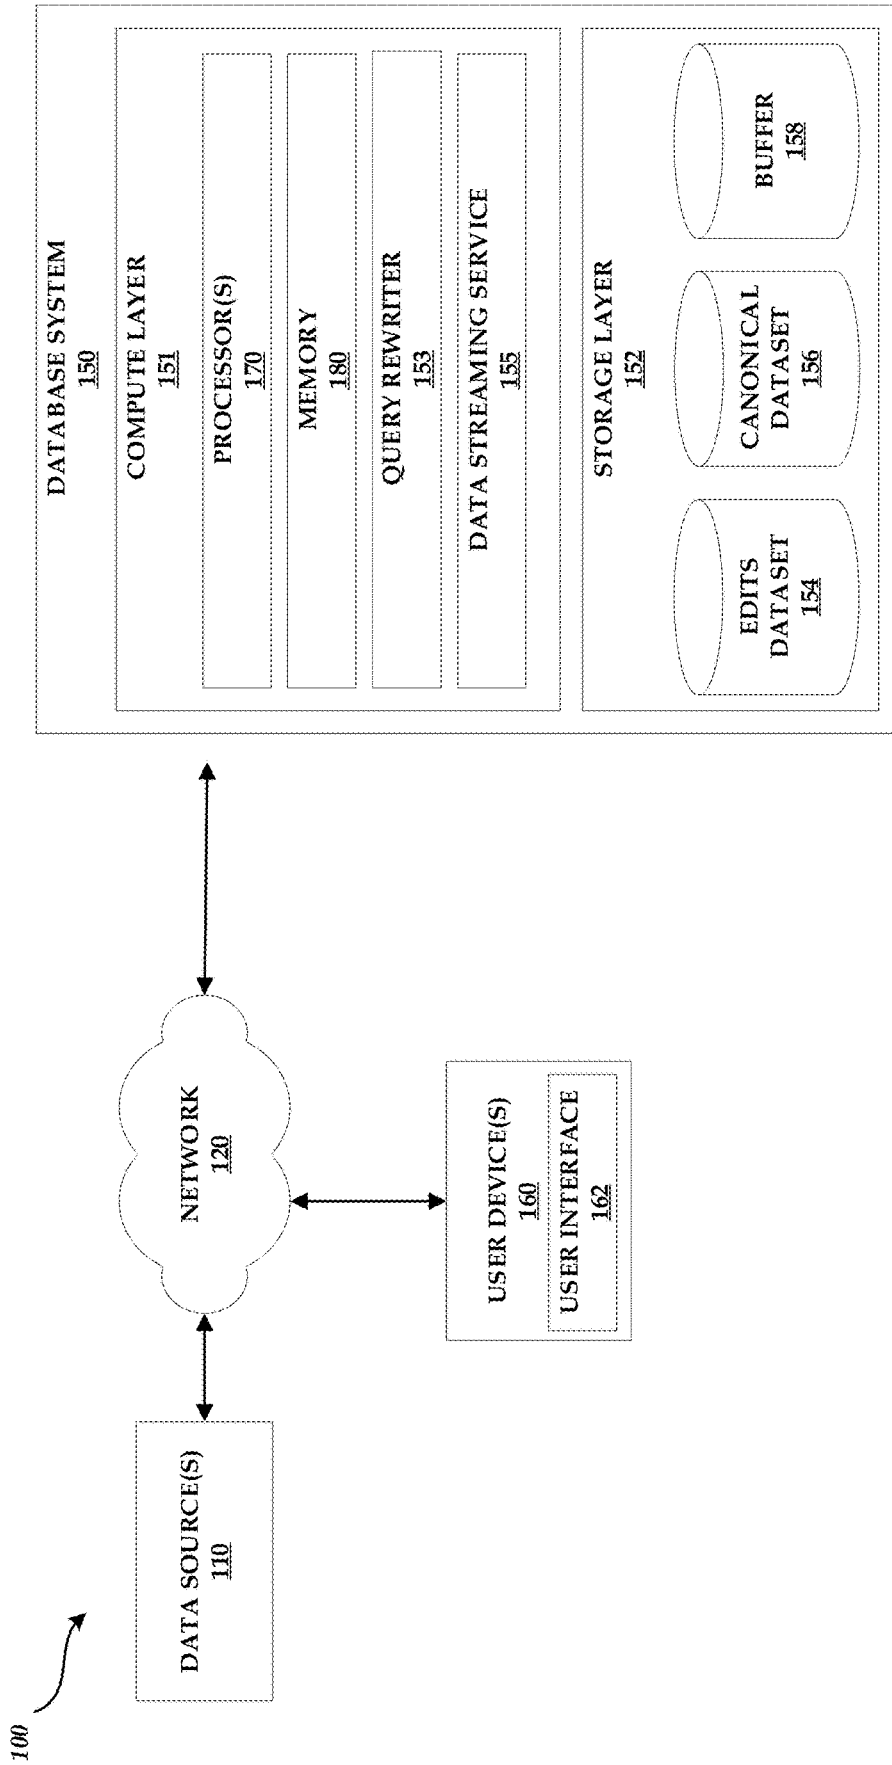 100
DATA SOURCE(S)
110
NETWORK
120
USER DEVICE(S)
160
USER INTERFACE
162
DATABASE SYSTEM
150
COMPUTE LAYER
151
PROCESSOR(S)
170
MEMORY
180
QUERY REWRITER
153
DATA STREAMING SERVICE
155
STORAGE LAYER
152
EDITS
DATASET
154
CANONICAL
DATASET
156
BUFFER
158